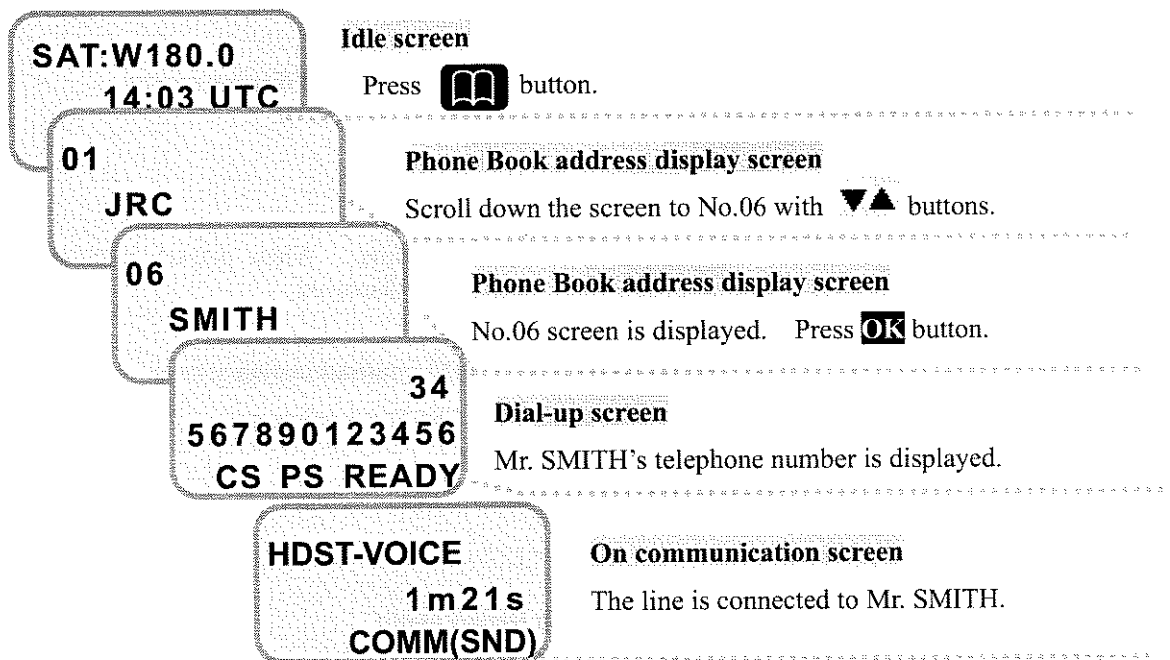 SAT:W180.0
14:03 UTC
Idle screen
Press button.
01
JRC
Phone Book address display screen
Scroll down the screen to No.06 with ▼▲ buttons.
06
SMITH
Phone Book address display screen
No.06 screen is displayed. Press OK button.
34
567890123456
CS PS READY
Dial-up screen
Mr. SMITH's telephone number is displayed.
HDST-VOICE
1m21s
COMM(SND)
On communication screen
The line is connected to Mr. SMITH.